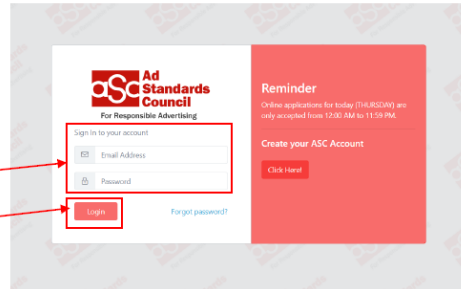 asc Ad
Standards
Council
For Responsible Advertising
Sign In to your account
Email Address
Password
Login
Forgot password?
Reminder
Online applications for today (THURSDAY) are
only accepted from 12:00 AM to 11:59 PM.
Create your ASC Account
Click Here!